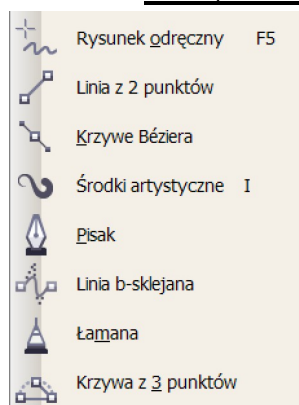 Rysunek odręczny F5
Linia z 2 punktów
Krzywe Béziera
Środki artystyczne I
Pisak
Linia b-sklejana
Łamana
Krzywa z 3 punktów